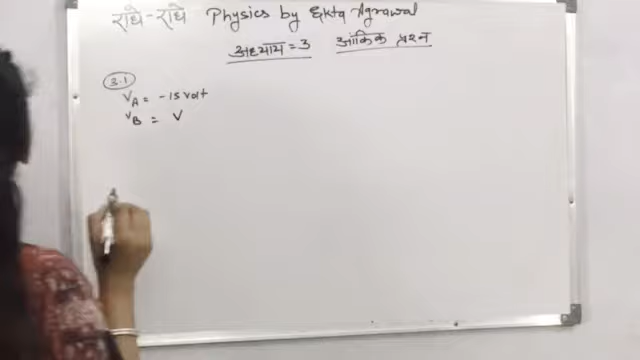 राधे-राधे Physics by Ekta Agrawal
अध्याय = 3 आंकिक प्रश्न
3.1
VA = -15 volt
VB = V